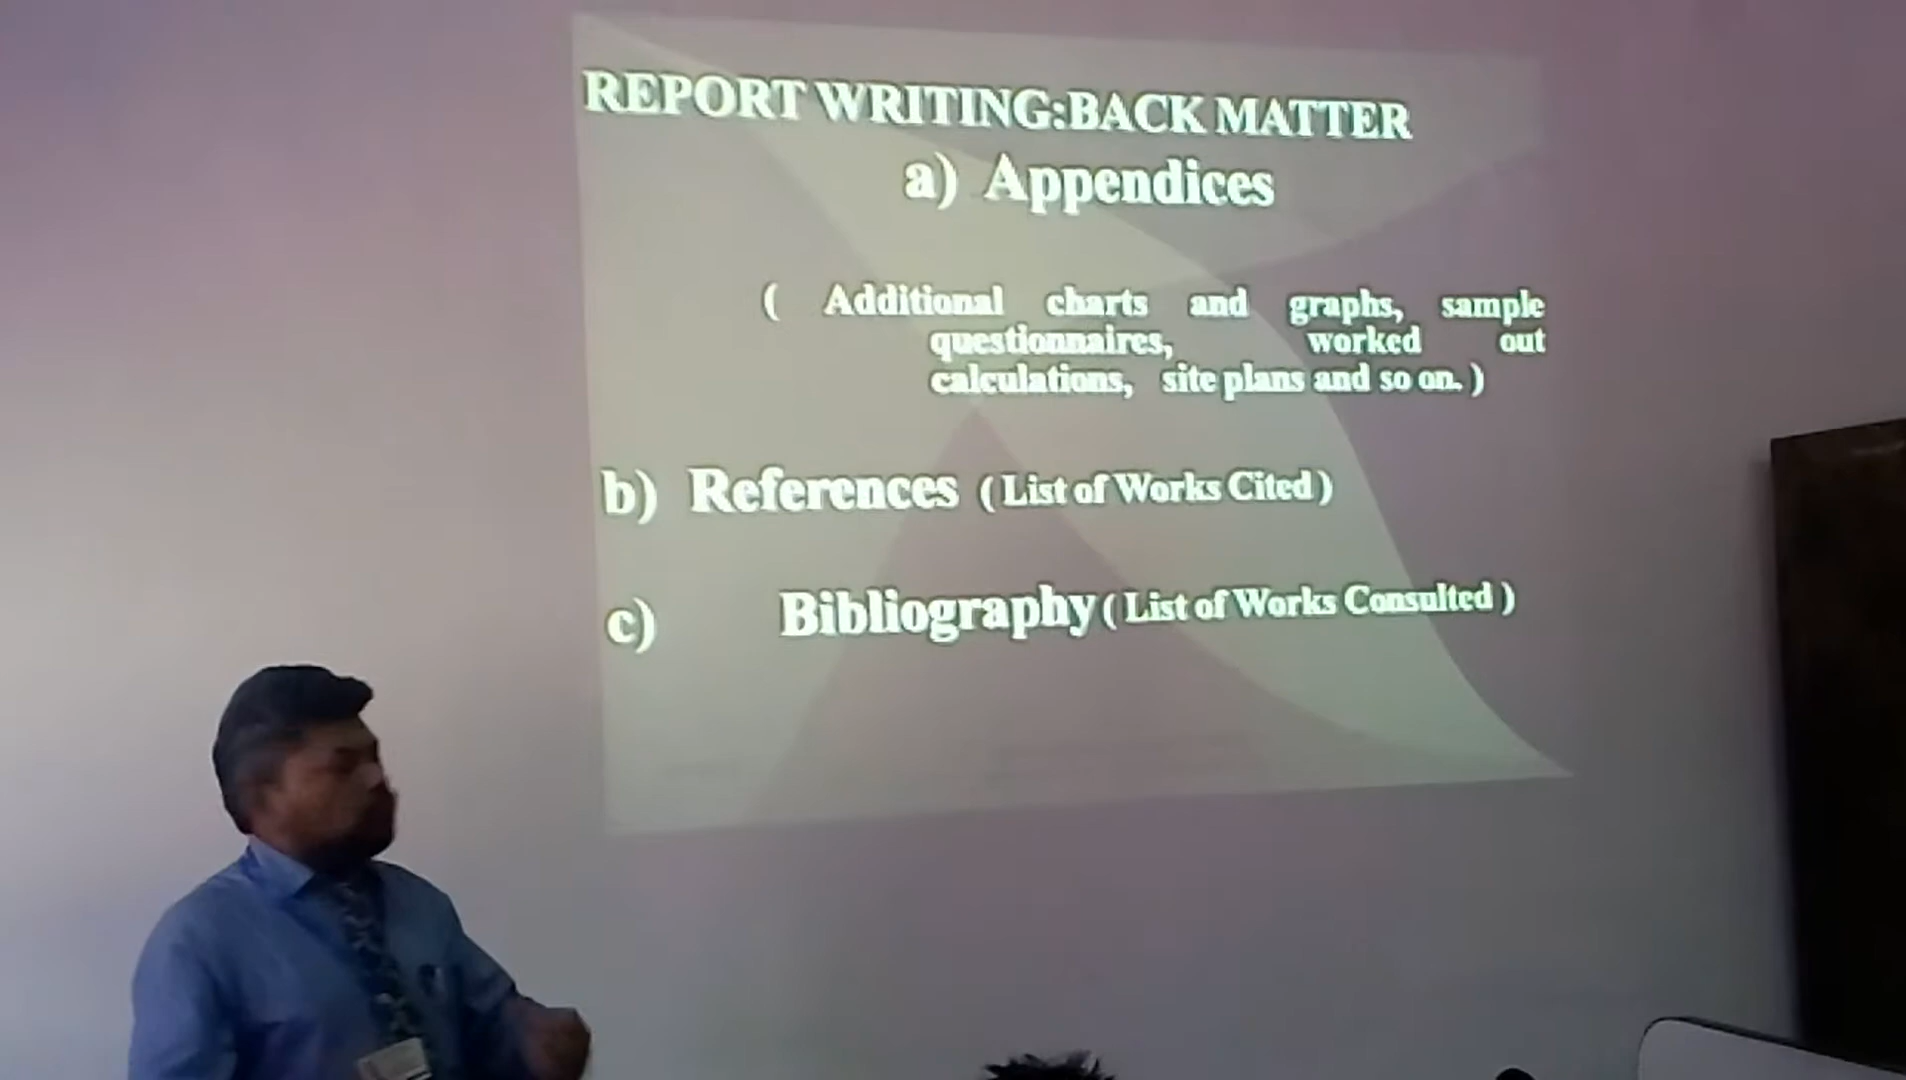 REPORT WRITING:BACK MATTER
a) Appendices
( Additional charts and graphs, sample
questionnaires, worked out
calculations, site plans and so on. )
b) References ( List of Works Cited )
c) Bibliography ( List of Works Consulted )